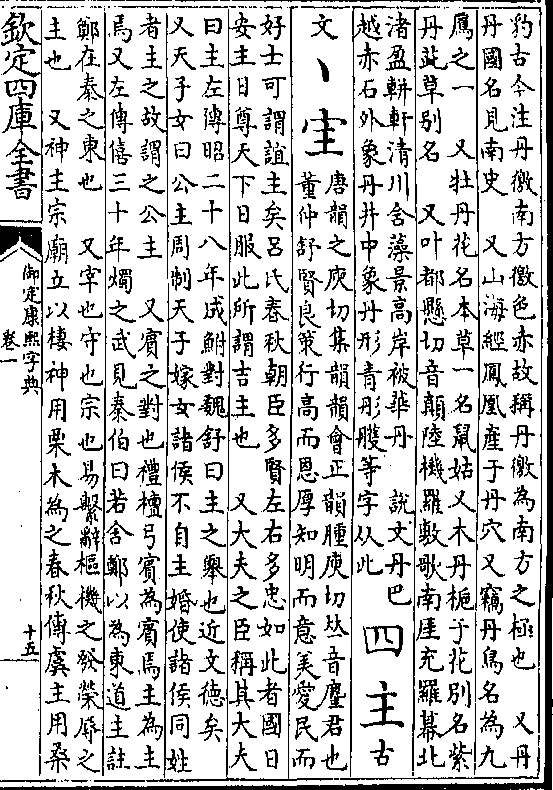 豹古今注丹徼南方徼色赤故稱丹徼為南方之極也　又丹
丹國名見南史　又山海經鳳凰產于丹穴又竊丹鳥名為九
鳸之一　又牡丹花名本草一名鼠姑又木丹梔子花別名紫
丹茈草別名　又叶都懸切音顛陸機羅敷歌南厓充羅幕北
渚盈軿軒清川含藻景高岸被華丹　說文丹巴
越赤石外象丹井中象丹形青彤雘等字从此
四
主古
文丶𡈼
唐韻之庾切集韻韻會正韻腫庾切𠀤音麈君也
董仲舒賢良策行高而恩厚知明而意美愛民而
好士可謂誼主矣呂氏春秋朝臣多賢左右多忠如此者國日
安主日尊天下日服此所謂吉主也　又大夫之臣稱其大夫
曰主左傳昭二十八年成鱄對魏舒曰主之舉也近文德矣
又天子女曰公主周制天子嫁女諸侯不自主婚使諸侯同姓
者主之故謂之公主　又賓之對也禮檀弓賓為賓焉主為主
焉又左傳僖三十年燭之武見秦伯曰若舍鄭以為東道主註
鄭在秦之東也　又宰也守也宗也易繫辭樞機之發榮辱之
主也　又神主宗廟立以棲神用栗木為之春秋傳虞主用桑
欽定四庫全書
御定康熙字典
卷一
十五